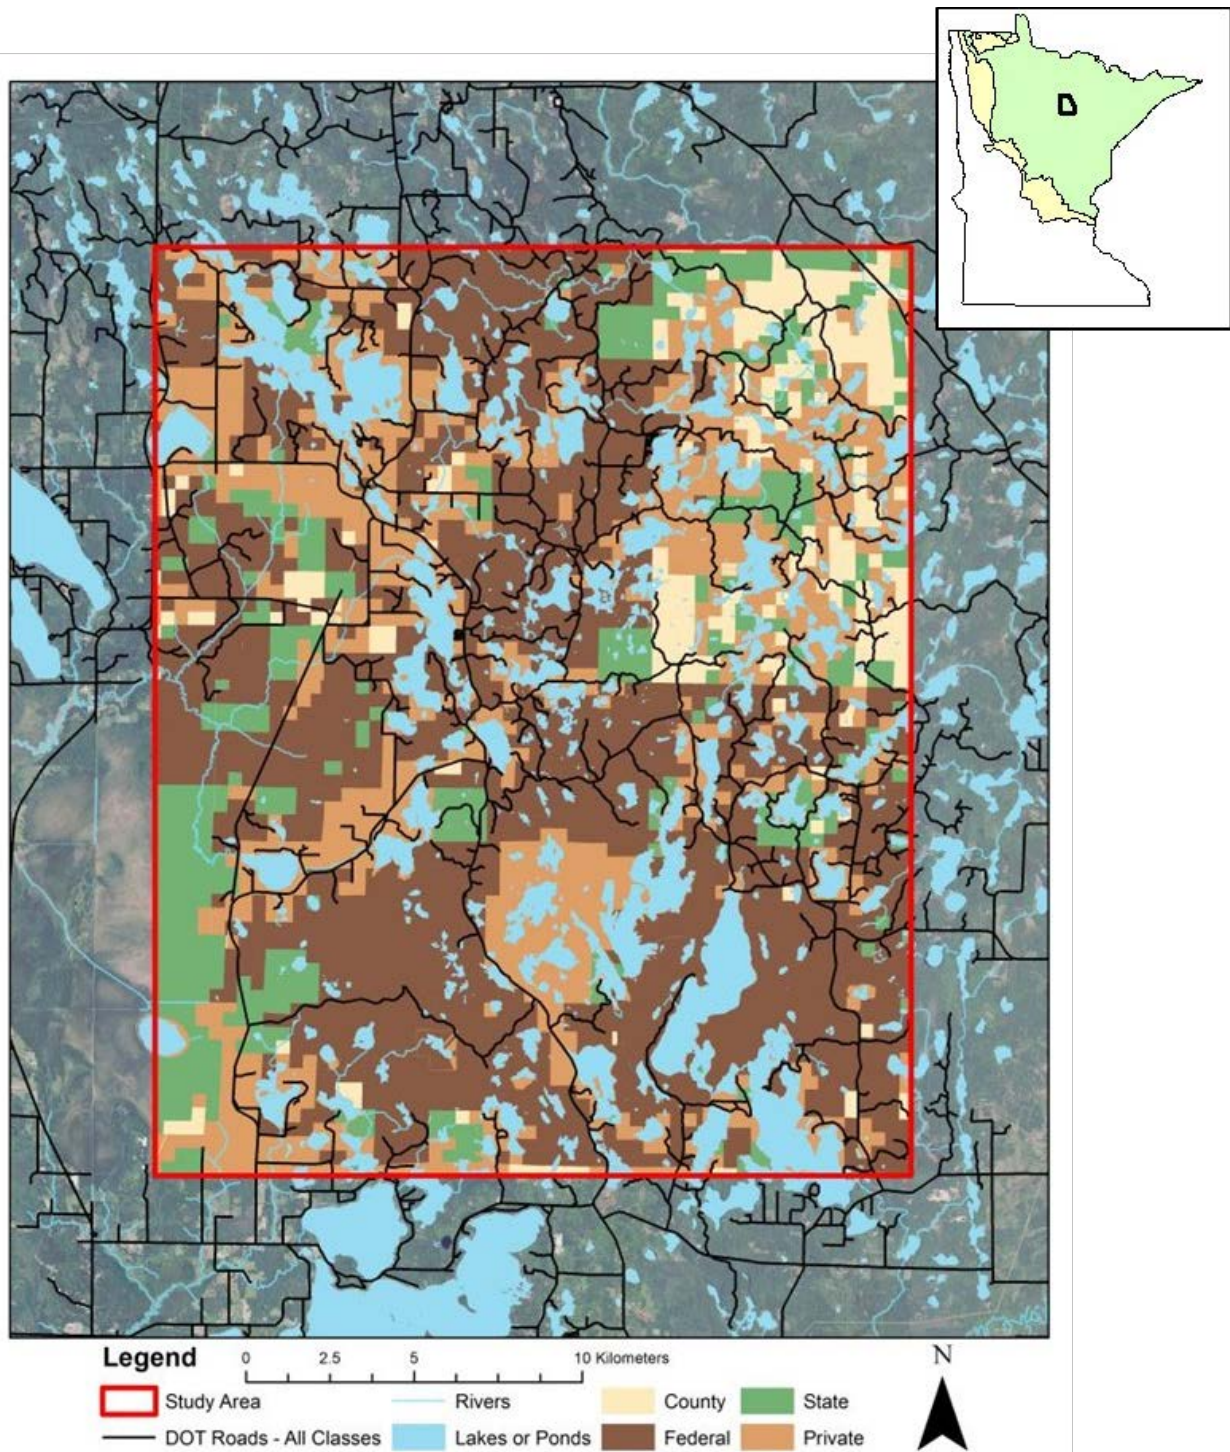 Legend
0 2.5 5 10 Kilometers
N
Study Area Rivers County State
DOT Roads - All Classes Lakes or Ponds Federal Private